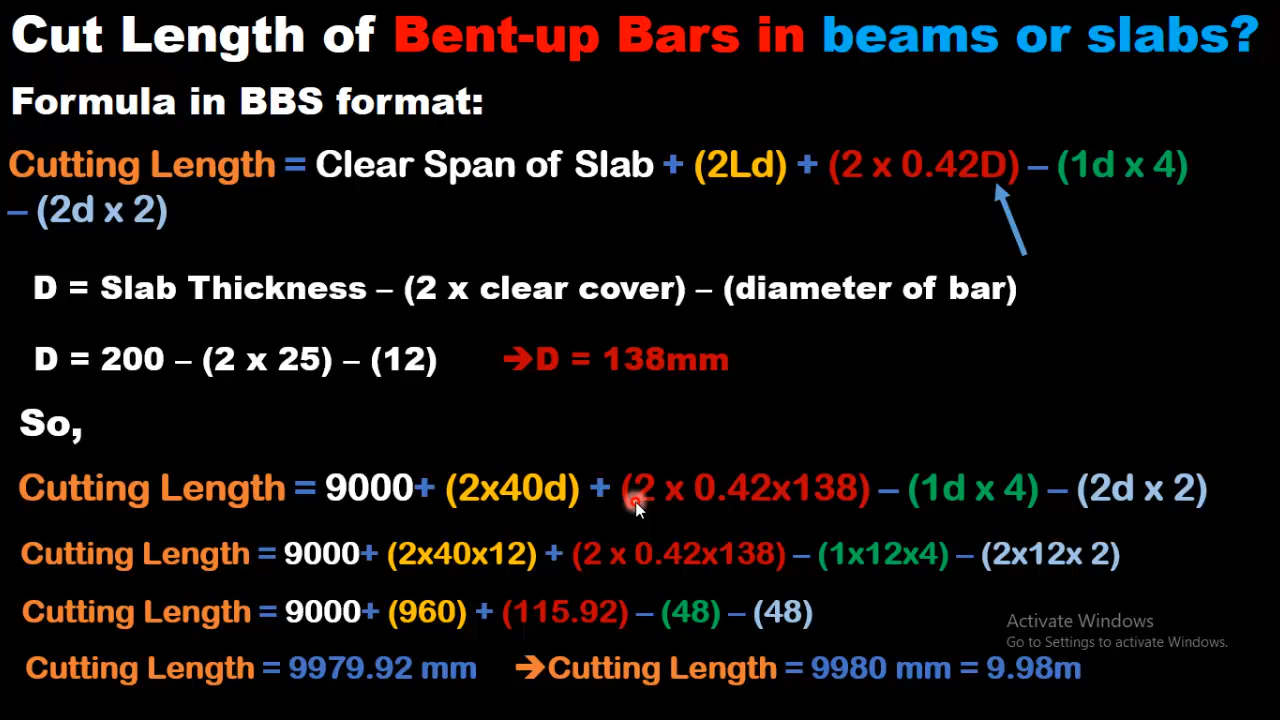 Cut Length of Bent-up Bars in beams or slabs?
Formula in BBS format:
Cutting Length = Clear Span of Slab + (2Ld) + (2 x 0.42D) – (1d x 4)
– (2d x 2)
D = Slab Thickness – (2 x clear cover) – (diameter of bar)
D = 200 – (2 x 25) – (12) ➔D = 138mm
So,
Cutting Length = 9000+ (2x40d) + (2 x 0.42x138) – (1d x 4) – (2d x 2)
Cutting Length = 9000+ (2x40x12) + (2 x 0.42x138) – (1x12x4) – (2x12x 2)
Cutting Length = 9000+ (960) + (115.92) – (48) – (48)
Activate Windows
Go to Settings to activate Windows.
Cutting Length = 9979.92 mm ➔Cutting Length = 9980 mm = 9.98m